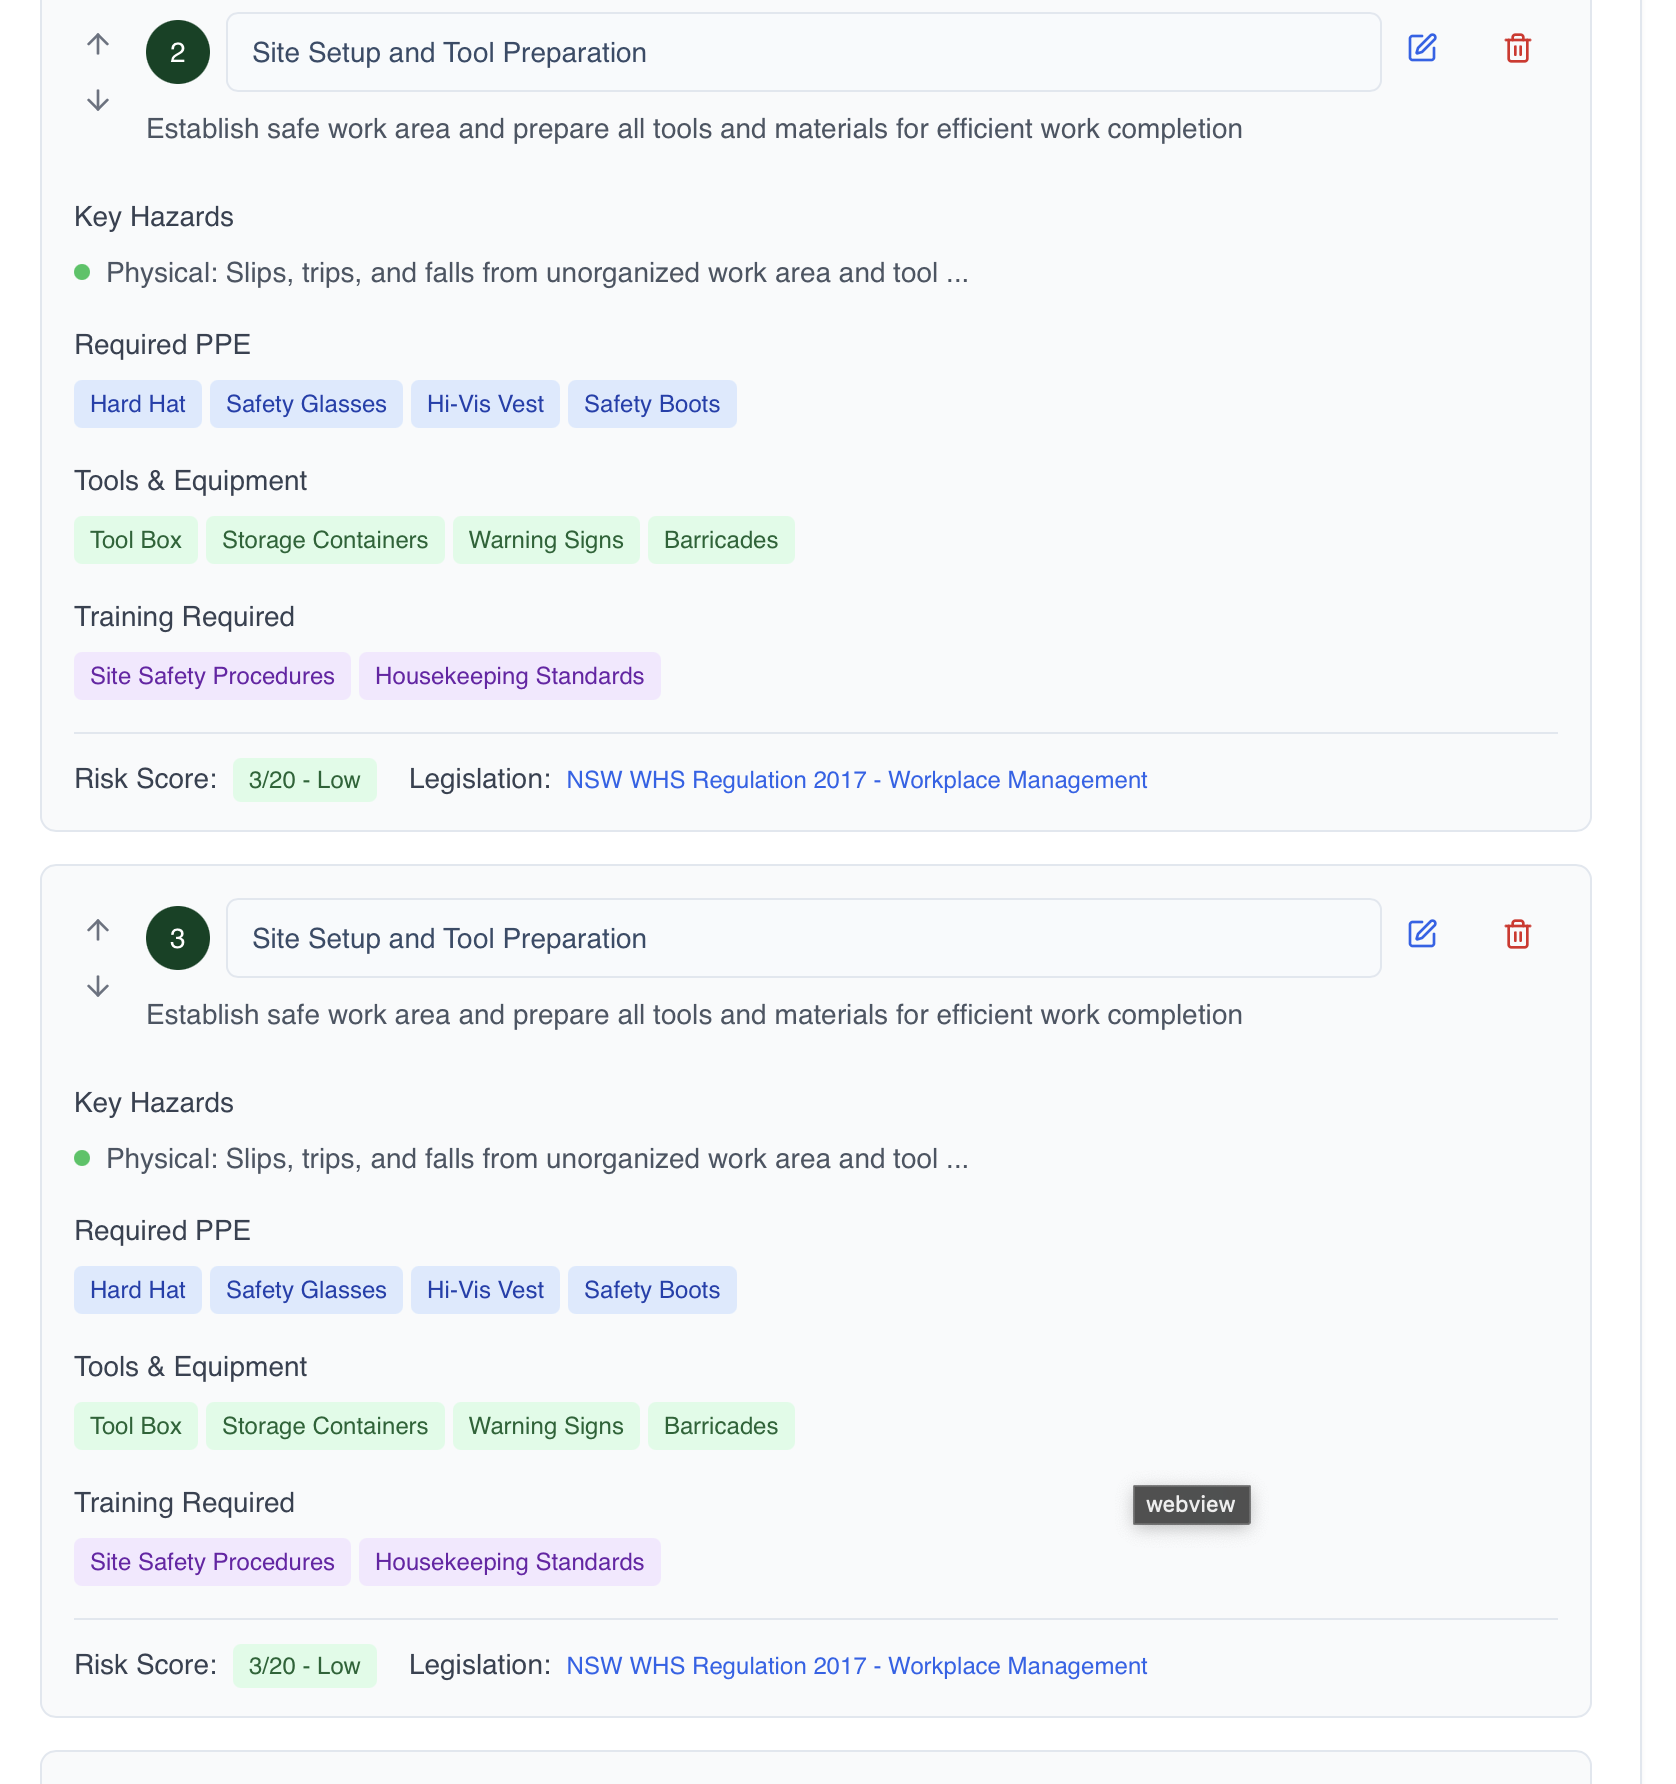 2
Site Setup and Tool Preparation
Establish safe work area and prepare all tools and materials for efficient work completion
Key Hazards
Physical: Slips, trips, and falls from unorganized work area and tool ...
Required PPE
Hard Hat Safety Glasses Hi-Vis Vest Safety Boots
Tools & Equipment
Tool Box Storage Containers Warning Signs Barricades
Training Required
Site Safety Procedures Housekeeping Standards
Risk Score: 3/20 - Low Legislation: NSW WHS Regulation 2017 - Workplace Management
3
Site Setup and Tool Preparation
Establish safe work area and prepare all tools and materials for efficient work completion
Key Hazards
Physical: Slips, trips, and falls from unorganized work area and tool ...
Required PPE
Hard Hat Safety Glasses Hi-Vis Vest Safety Boots
Tools & Equipment
Tool Box Storage Containers Warning Signs Barricades
Training Required
webview
Site Safety Procedures Housekeeping Standards
Risk Score: 3/20 - Low Legislation: NSW WHS Regulation 2017 - Workplace Management